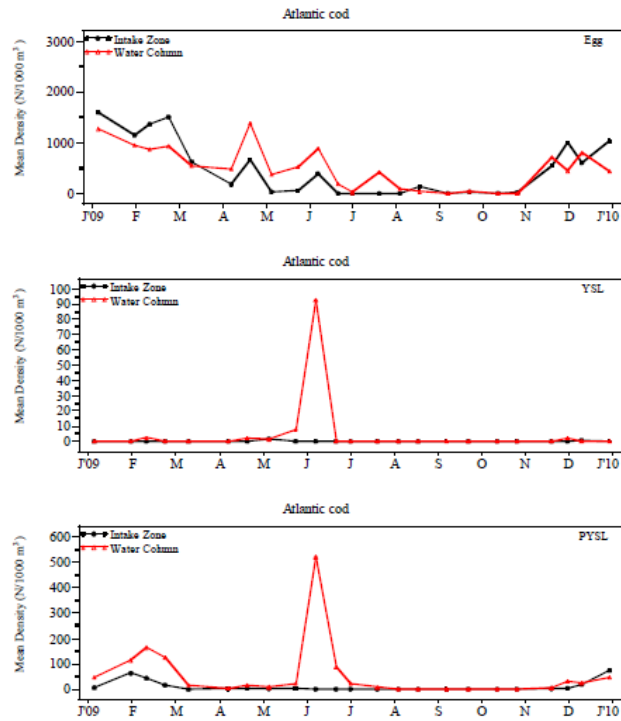 Atlantic cod
Intake Zone
Water Column
Egg
Mean Density (N/1000 m³)
3000
2000
1000
0
J'09 F M A M J J A S O N D J'10
Atlantic cod
Intake Zone
Water Column
YSL
Mean Density (N/1000 m³)
100
90
80
70
60
50
40
30
20
10
0
J'09 F M A M J J A S O N D J'10
Atlantic cod
Intake Zone
Water Column
PYSL
Mean Density (N/1000 m³)
600
500
400
300
200
100
0
J'09 F M A M J J A S O N D J'10